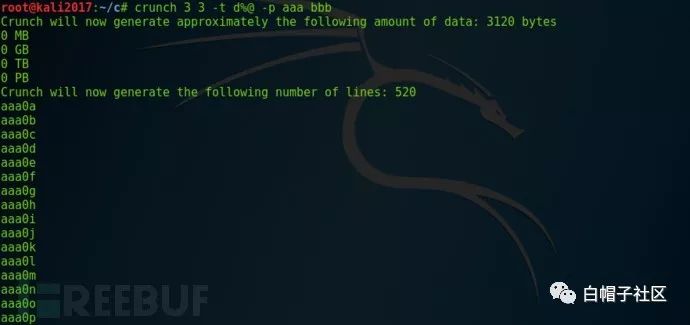 root@kali2017:~/c# crunch 3 3 -t d%@ -p aaa bbb
Crunch will now generate approximately the following amount of data: 3120 bytes
0 MB
0 GB
0 TB
0 PB
Crunch will now generate the following number of lines: 520
aaa0a
aaa0b
aaa0c
aaa0d
aaa0e
aaa0f
aaa0g
aaa0h
aaa0i
aaa0j
aaa0k
aaa0l
aaa0m
aaa0n
aaa0o
aaa0p
REEBUF
白帽子社区